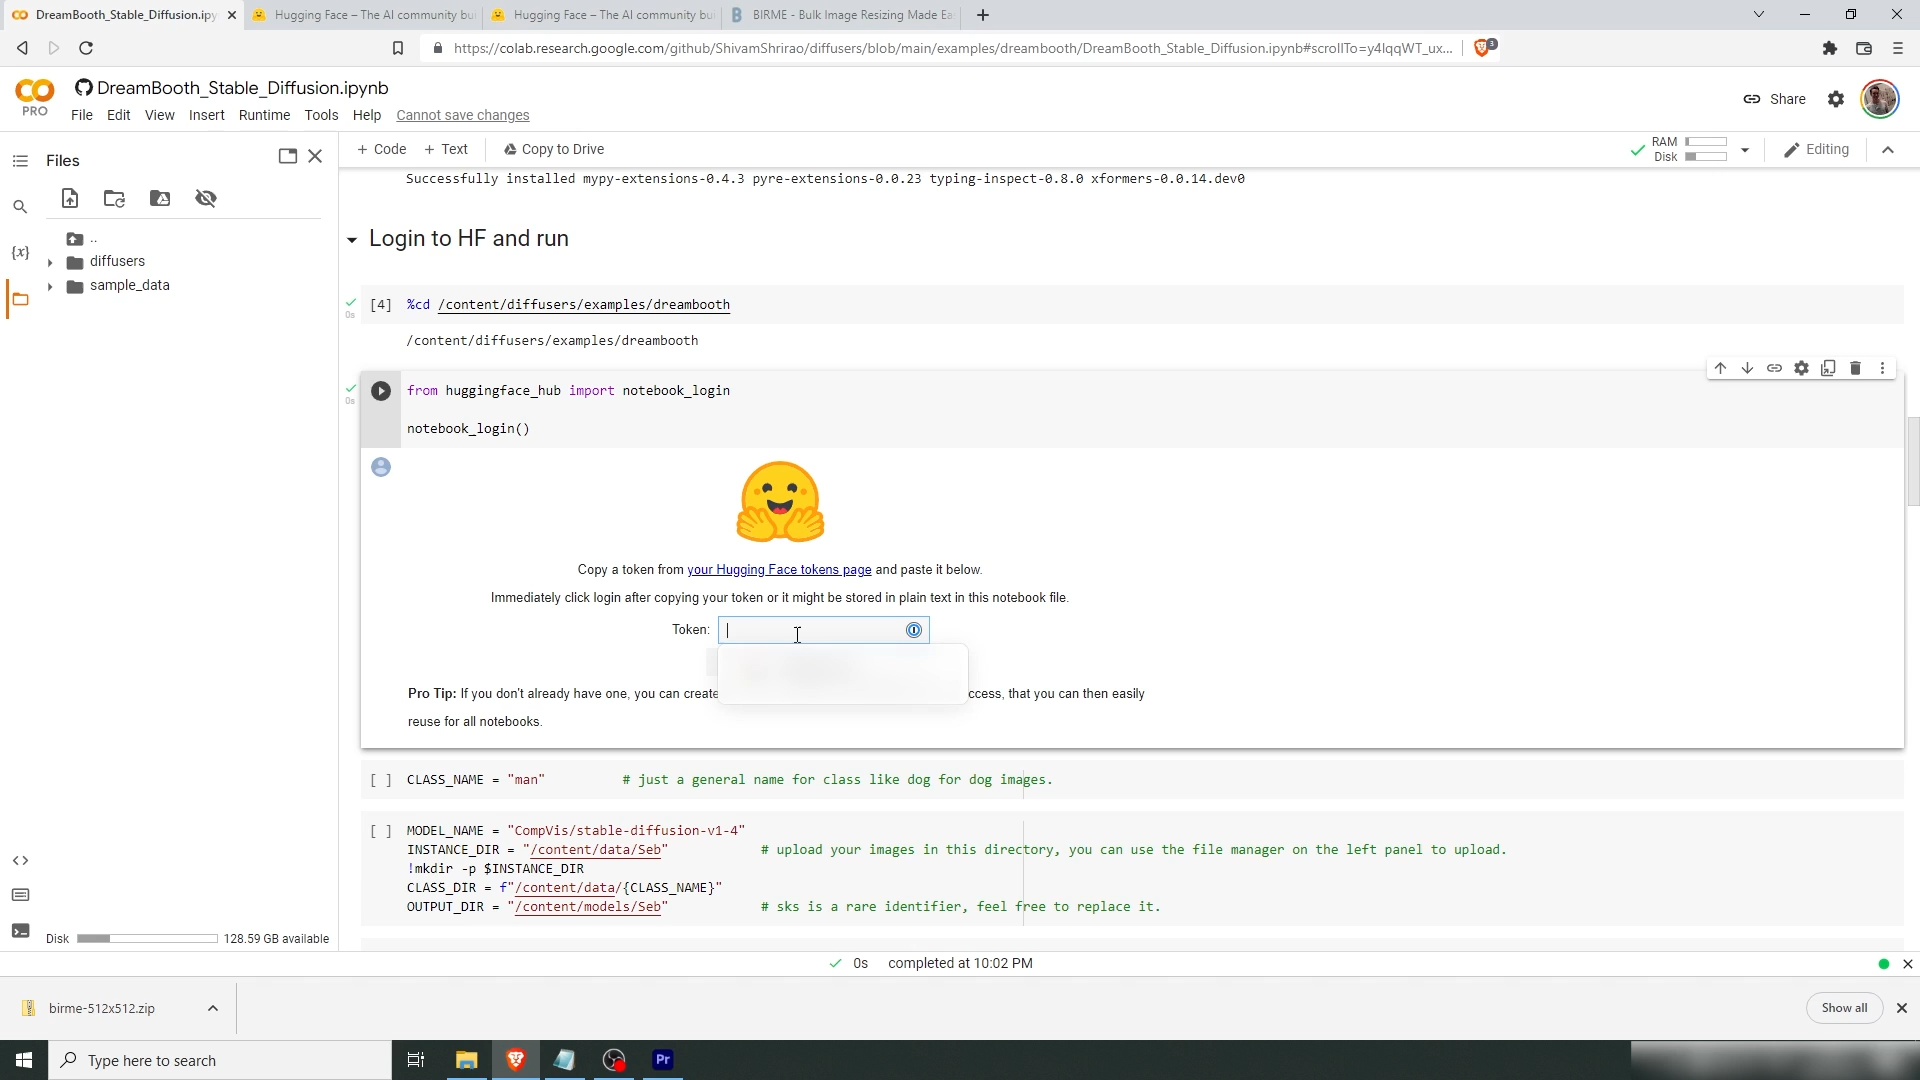 DreamBooth_Stable_Diffusion.ipy
Hugging Face – The AI community bui
Hugging Face – The AI community bui
BIRME - Bulk Image Resizing Made Ea
https://colab.research.google.com/github/ShivamShrirao/diffusers/blob/main/examples/dreambooth/DreamBooth_Stable_Diffusion.ipynb#scrollTo=y4lqqWT_ux...
3
PRO
DreamBooth_Stable_Diffusion.ipynb
File Edit View Insert Runtime Tools Help Cannot save changes
Share
Files
+ Code + Text Copy to Drive
RAM
Disk
Editing
..
diffusers
sample_data
{x}
Successfully installed mypy-extensions-0.4.3 pyre-extensions-0.0.23 typing-inspect-0.8.0 xformers-0.0.14.dev0
Login to HF and run
0s
[4] %cd /content/diffusers/examples/dreambooth
/content/diffusers/examples/dreambooth
0s
from huggingface_hub import notebook_login
notebook_login()
Copy a token from your Hugging Face tokens page and paste it below.
Immediately click login after copying your token or it might be stored in plain text in this notebook file.
Token:
Pro Tip: If you don't already have one, you can create ccess, that you can then easily
reuse for all notebooks.
[ ] CLASS_NAME = "man" # just a general name for class like dog for dog images.
[ ] MODEL_NAME = "CompVis/stable-diffusion-v1-4"
INSTANCE_DIR = "/content/data/Seb" # upload your images in this directory, you can use the file manager on the left panel to upload.
!mkdir -p $INSTANCE_DIR
CLASS_DIR = f"/content/data/{CLASS_NAME}"
OUTPUT_DIR = "/content/models/Seb" # sks is a rare identifier, feel free to replace it.
Disk 128.59 GB available
0s completed at 10:02 PM
birme-512x512.zip
Show all
Type here to search
Pr